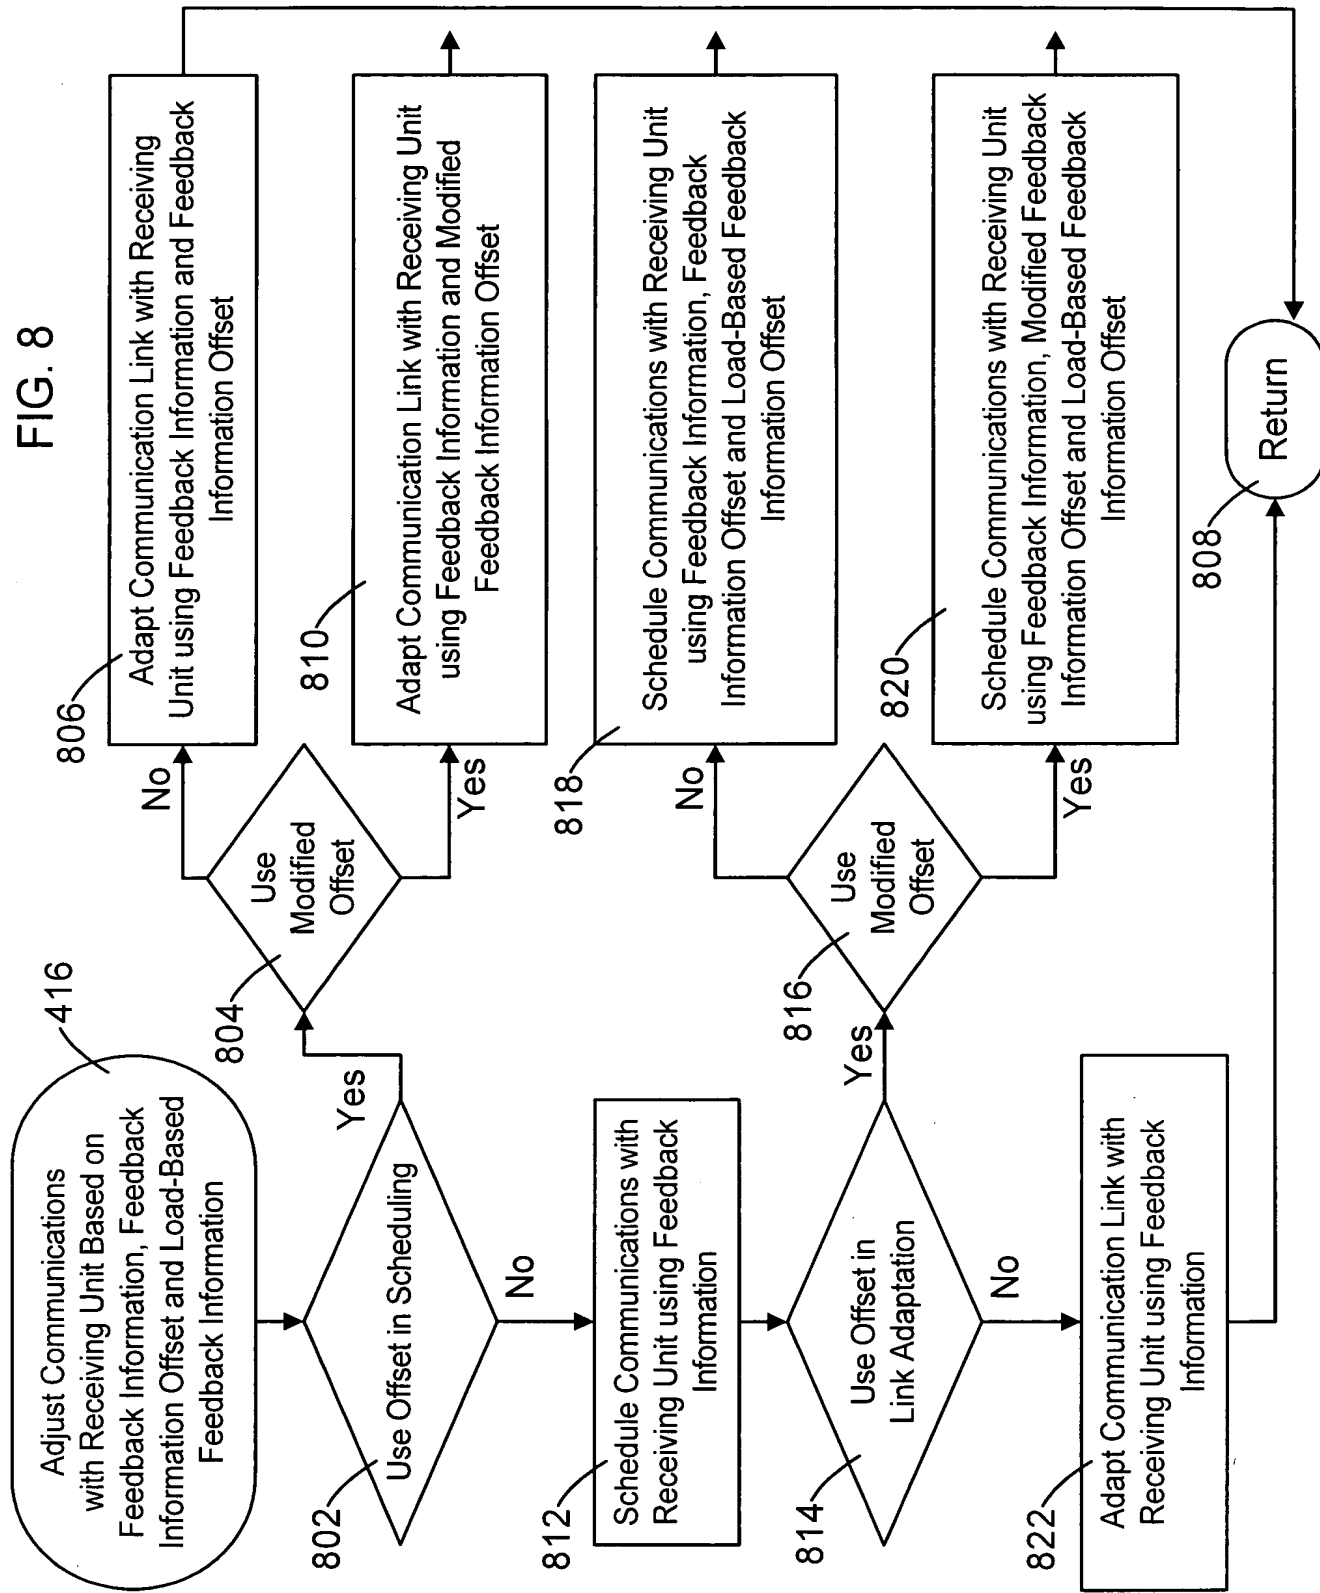 FIG. 8
416
Adjust Communications
with Receiving Unit Based on
Feedback Information, Feedback
Information Offset and Load-Based
Feedback Information
802
Use Offset in Scheduling
Yes
No
804
Use
Modified
Offset
No
Yes
806
Adapt Communication Link with Receiving
Unit using Feedback Information and Feedback
Information Offset
810
Adapt Communication Link with Receiving Unit
using Feedback Information and Modified
Feedback Information Offset
812
Schedule Communications with
Receiving Unit using Feedback
Information
814
Use Offset in
Link Adaptation
Yes
No
816
Use
Modified
Offset
No
Yes
818
Schedule Communications with Receiving Unit
using Feedback Information, Feedback
Information Offset and Load-Based Feedback
Information Offset
820
Schedule Communications with Receiving Unit
using Feedback Information, Modified Feedback
Information Offset and Load-Based Feedback
Information Offset
822
Adapt Communication Link with
Receiving Unit using Feedback
Information
808
Return